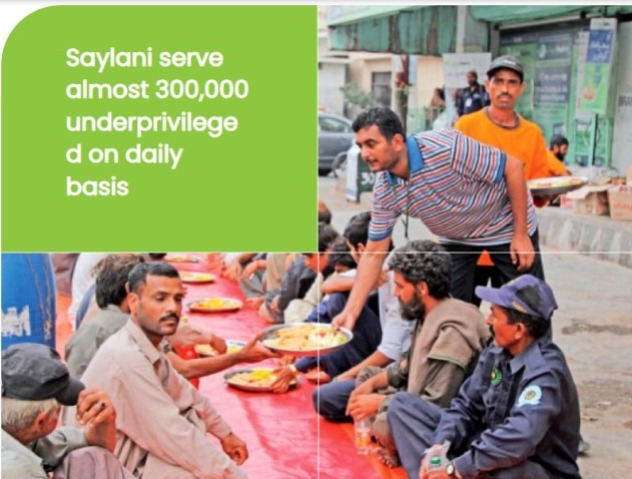 Saylani serve
almost 300,000
underprivilege
d on daily
basis